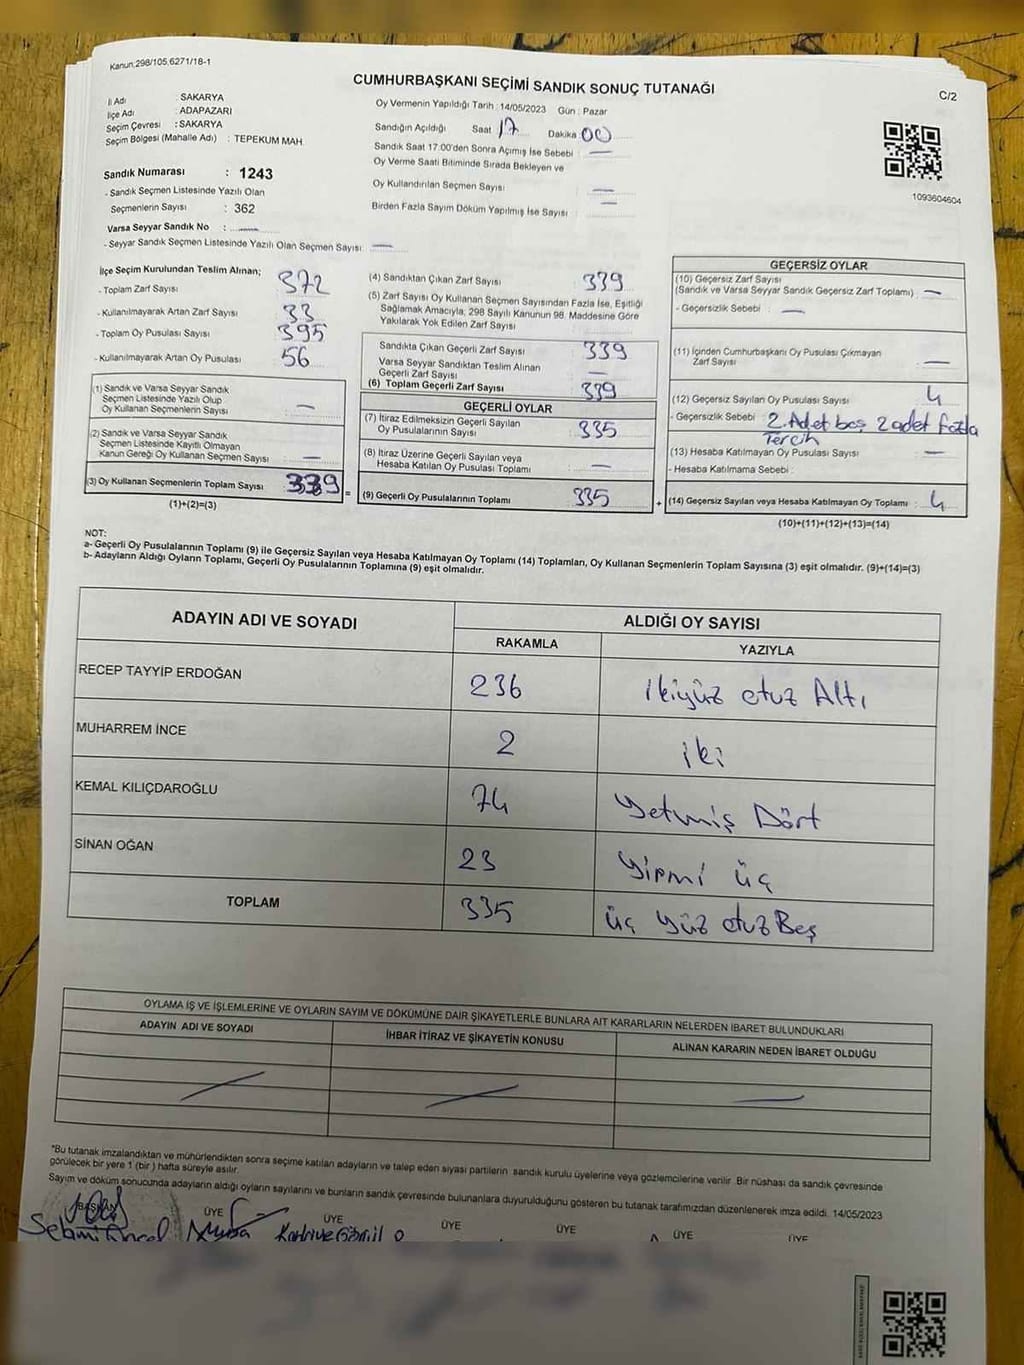 Kanun.298/105,6271/18-1
CUMHURBAŞKANI SEÇİMİ SANDIK SONUÇ TUTANAĞI
C/2
İl Adı : SAKARYA
İlçe Adı : ADAPAZARI
Seçim Çevresi : SAKARYA
Seçim Bölgesi (Mahalle Adı) : TEPEKUM MAH.
Oy Vermenin Yapıldığı Tarih : 14/05/2023 Gün : Pazar
Sandığın Açıldığı Saat 17 Dakika 00
Sandık Saat 17:00'den Sonra Açımış İse Sebebi : —
Oy Verme Saati Bitiminde Sırada Bekleyen ve
Oy Kullandırılan Seçmen Sayısı : —
Birden Fazla Sayım Döküm Yapılmış İse Sayısı : —
1093604604
Sandık Numarası : 1243
- Sandık Seçmen Listesinde Yazılı Olan
Seçmenlerin Sayısı : 362
Varsa Seyyar Sandık No : —
- Seyyar Sandık Seçmen Listesinde Yazılı Olan Seçmen Sayısı: —
İlçe Seçim Kurulundan Teslim Alınan;
- Toplam Zarf Sayısı : 372
- Kullanılmayarak Artan Zarf Sayısı : 33
- Toplam Oy Pusulası Sayısı : 395
- Kullanılmayarak Artan Oy Pusulası : 56
(1) Sandık ve Varsa Seyyar Sandık
Seçmen Listesinde Yazılı Olup
Oy Kullanan Seçmenlerin Sayısı : —
(2) Sandık ve Varsa Seyyar Sandık
Seçmen Listesinde Kayıtlı Olmayan
Kanun Gereği Oy Kullanan Seçmen Sayısı : —
(3) Oy Kullanan Seçmenlerin Toplam Sayısı : 339 =
(1)+(2)=(3)
(4) Sandıktan Çıkan Zarf Sayısı : 339
(5) Zarf Sayısı Oy Kullanan Seçmen Sayısından Fazla İse, Eşitliği
Sağlamak Amacıyla, 298 Sayılı Kanunun 98. Maddesine Göre
Yakılarak Yok Edilen Zarf Sayısı :
Sandıkta Çıkan Geçerli Zarf Sayısı : 339
Varsa Seyyar Sandıktan Teslim Alınan
Geçerli Zarf Sayısı : —
(6) Toplam Geçerli Zarf Sayısı : 339
GEÇERLİ OYLAR
(7) İtiraz Edilmeksizin Geçerli Sayılan
Oy Pusulalarının Sayısı : 335
(8) İtiraz Üzerine Geçerli Sayılan veya
Hesaba Katılan Oy Pusulası Toplamı : —
(9) Geçerli Oy Pusulalarının Toplamı : 335 +
GEÇERSİZ OYLAR
(10) Geçersiz Zarf Sayısı
(Sandık ve Varsa Seyyar Sandık Geçersiz Zarf Toplamı) : —
- Geçersizlik Sebebi : —
(11) İçinden Cumhurbaşkanı Oy Pusulası Çıkmayan
Zarf Sayısı : —
(12) Geçersiz Sayılan Oy Pusulası Sayısı : 4
- Geçersizlik Sebebi : 2 Adet boş 2 adet fazla
Tercih
(13) Hesaba Katılmayan Oy Pusulası Sayısı : —
- Hesaba Katılmama Sebebi :
(14) Geçersiz Sayılan veya Hesaba Katılmayan Oy Toplamı : 4
(10)+(11)+(12)+(13)=(14)
NOT:
a- Geçerli Oy Pusulalarının Toplamı (9) ile Geçersiz Sayılan veya Hesaba Katılmayan Oy Toplamı (14) Toplamları, Oy Kullanan Seçmenlerin Toplam Sayısına (3) eşit olmalıdır. (9)+(14)=(3)
b- Adayların Aldığı Oyların Toplamı, Geçerli Oy Pusulalarının Toplamına (9) eşit olmalıdır.
ADAYIN ADI VE SOYADI
ALDIĞI OY SAYISI
RAKAMLA YAZIYLA
RECEP TAYYİP ERDOĞAN 236 ikiyüz otuz Altı
MUHARREM İNCE 2 iki
KEMAL KILIÇDAROĞLU 74 Yetmiş Dört
SİNAN OĞAN 23 Yirmi üç
TOPLAM 335 üç yüz otuz Beş
OYLAMA İŞ VE İŞLEMLERİNE VE OYLARIN SAYIM VE DÖKÜMÜNE DAİR ŞİKAYETLERLE BUNLARA AİT KARARLARIN NELERDEN İBARET BULUNDUKLARI
ADAYIN ADI VE SOYADI İHBAR İTİRAZ VE ŞİKAYETİN KONUSU ALINAN KARARIN NEDEN İBARET OLDUĞU
*Bu tutanak imzalandıktan ve mühürlendikten sonra seçime katılan adayların ve talep eden siyasi partilerin sandık kurulu üyelerine veya gözlemcilerine verilir. Bir nüshası da sandık çevresinde
görülecek bir yere 1 (bir) hafta süreyle asılır.
Sayım ve döküm sonucunda adayların aldığı oyların sayılarını ve bunların sandık çevresinde bulunanlara duyurulduğunu gösteren bu tutanak tarafımızdan düzenlenerek imza edildi. 14/05/2023
BAŞKAN ÜYE ÜYE ÜYE ÜYE ÜYE ÜYE
Musa